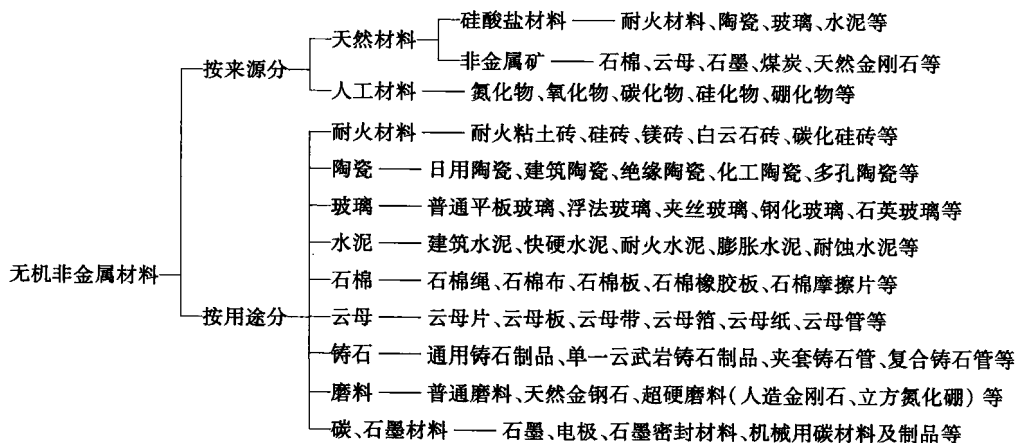 硅酸盐材料——耐火材料、陶瓷、玻璃、水泥等
天然材料
非金属矿——石棉、云母、石墨、煤炭、天然金刚石等
按来源分
人工材料——氮化物、氧化物、碳化物、硅化物、硼化物等
耐火材料——耐火粘土砖、硅砖、镁砖、白云石砖、碳化硅砖等
陶瓷——日用陶瓷、建筑陶瓷、绝缘陶瓷、化工陶瓷、多孔陶瓷等
玻璃——普通平板玻璃、浮法玻璃、夹丝玻璃、钢化玻璃、石英玻璃等
水泥——建筑水泥、快硬水泥、耐火水泥、膨胀水泥、耐蚀水泥等
无机非金属材料
石棉——石棉绳、石棉布、石棉板、石棉橡胶板、石棉摩擦片等
按用途分
云母——云母片、云母板、云母带、云母箔、云母纸、云母管等
铸石——通用铸石制品、单一云武岩铸石制品、夹套铸石管、复合铸石管等
磨料——普通磨料、天然金钢石、超硬磨料(人造金刚石、立方氮化硼)等
碳、石墨材料——石墨、电极、石墨密封材料、机械用碳材料及制品等